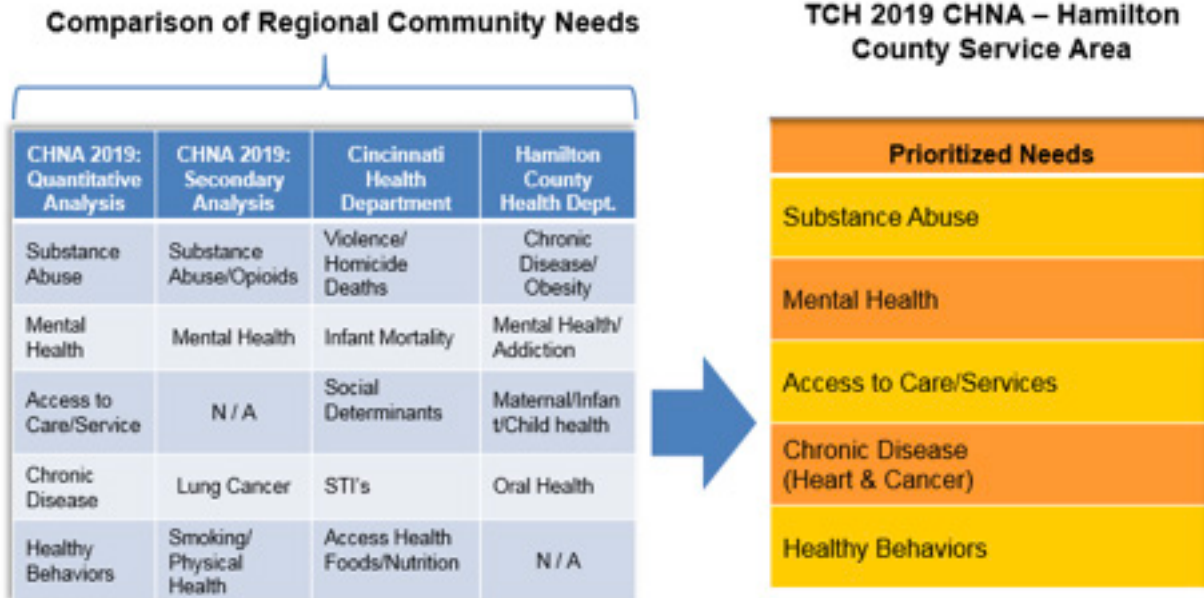 Comparison of Regional Community Needs
CHNA 2019:
Quantitative
Analysis
CHNA 2019:
Secondary
Analysis
Cincinnati
Health
Department
Hamilton
County
Health Dept.
Substance
Abuse
Substance
Abuse/Opioids
Violence/
Homicide
Deaths
Chronic
Disease/
Obesity
Mental
Health
Mental Health
Infant Mortality
Mental Health/
Addiction
Access to
Care/Service
N / A
Social
Determinants
Maternal/Infan
t/Child health
Chronic
Disease
Lung Cancer
STI's
Oral Health
Healthy
Behaviors
Smoking/
Physical
Health
Access Health
Foods/Nutrition
N / A
TCH 2019 CHNA – Hamilton
County Service Area
Prioritized Needs
Substance Abuse
Mental Health
Access to Care/Services
Chronic Disease
(Heart & Cancer)
Healthy Behaviors